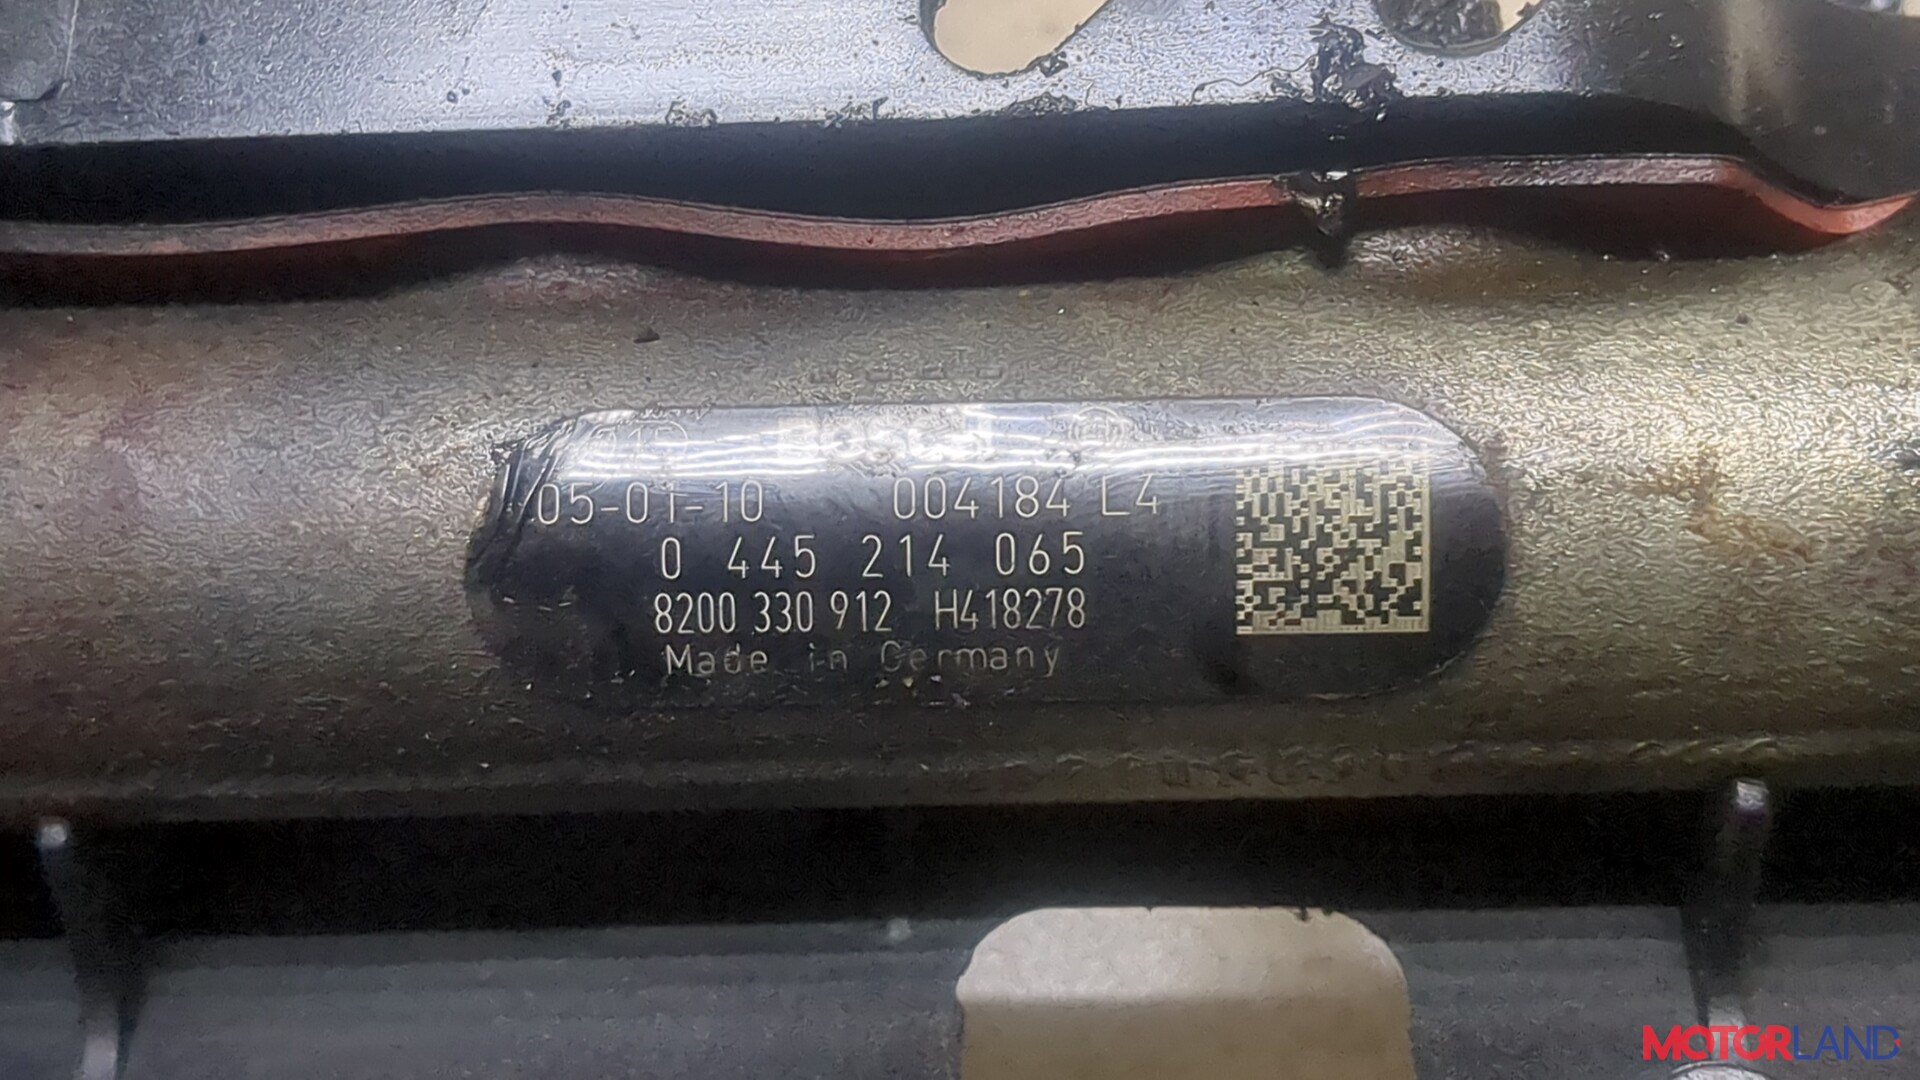 BOSCH
05-01-10 004184 L4
0 445 214 065
8200 330 912 H418278
Made in Germany
MOTORLAND